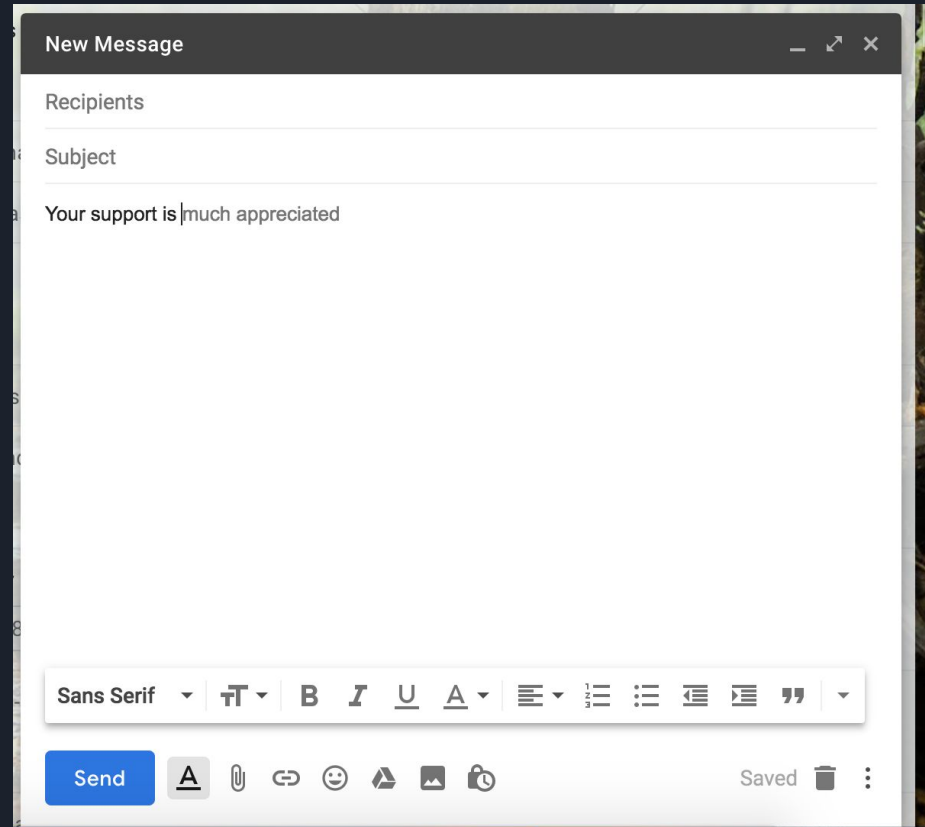 New Message
Recipients
Subject
Your support is much appreciated
Sans Serif
Send
Saved